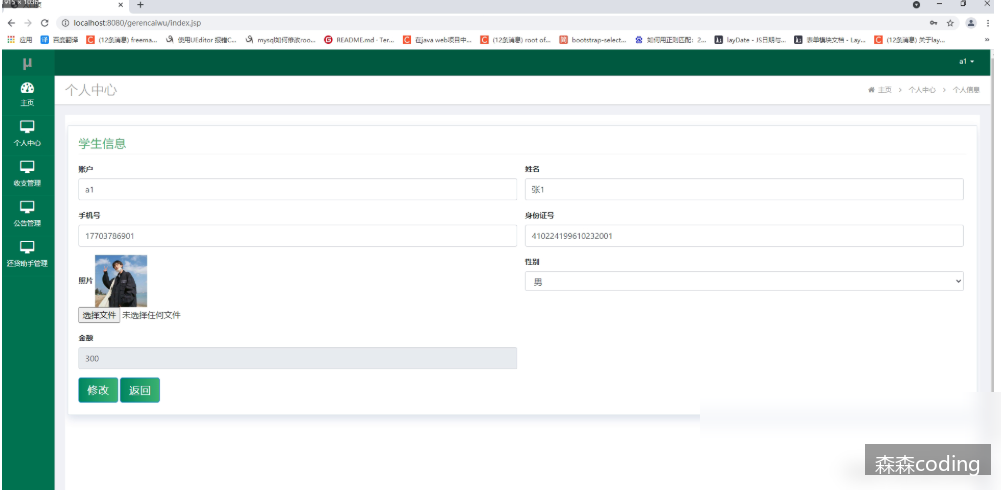 localhost:8080/gerencaiwu/index.jsp
应用
百度翻译
(12条消息) freema...
使用UEditor 报错C...
mysql如何修改roo...
README.md · Ter...
在java web项目中...
(12条消息) root of...
bootstrap-select...
如何用正则匹配：2...
layDate - JS日期与...
表单模块文档 - Lay...
(12条消息) 关于lay...
»
μ
a1
主页
个人中心
收支管理
公告管理
还贷助手管理
个人中心
主页 > 个人中心 > 个人信息
学生信息
账户
a1
姓名
张1
手机号
17703786901
身份证号
410224199610232001
照片
选择文件 未选择任何文件
性别
男
金额
300
修改 返回
森森coding